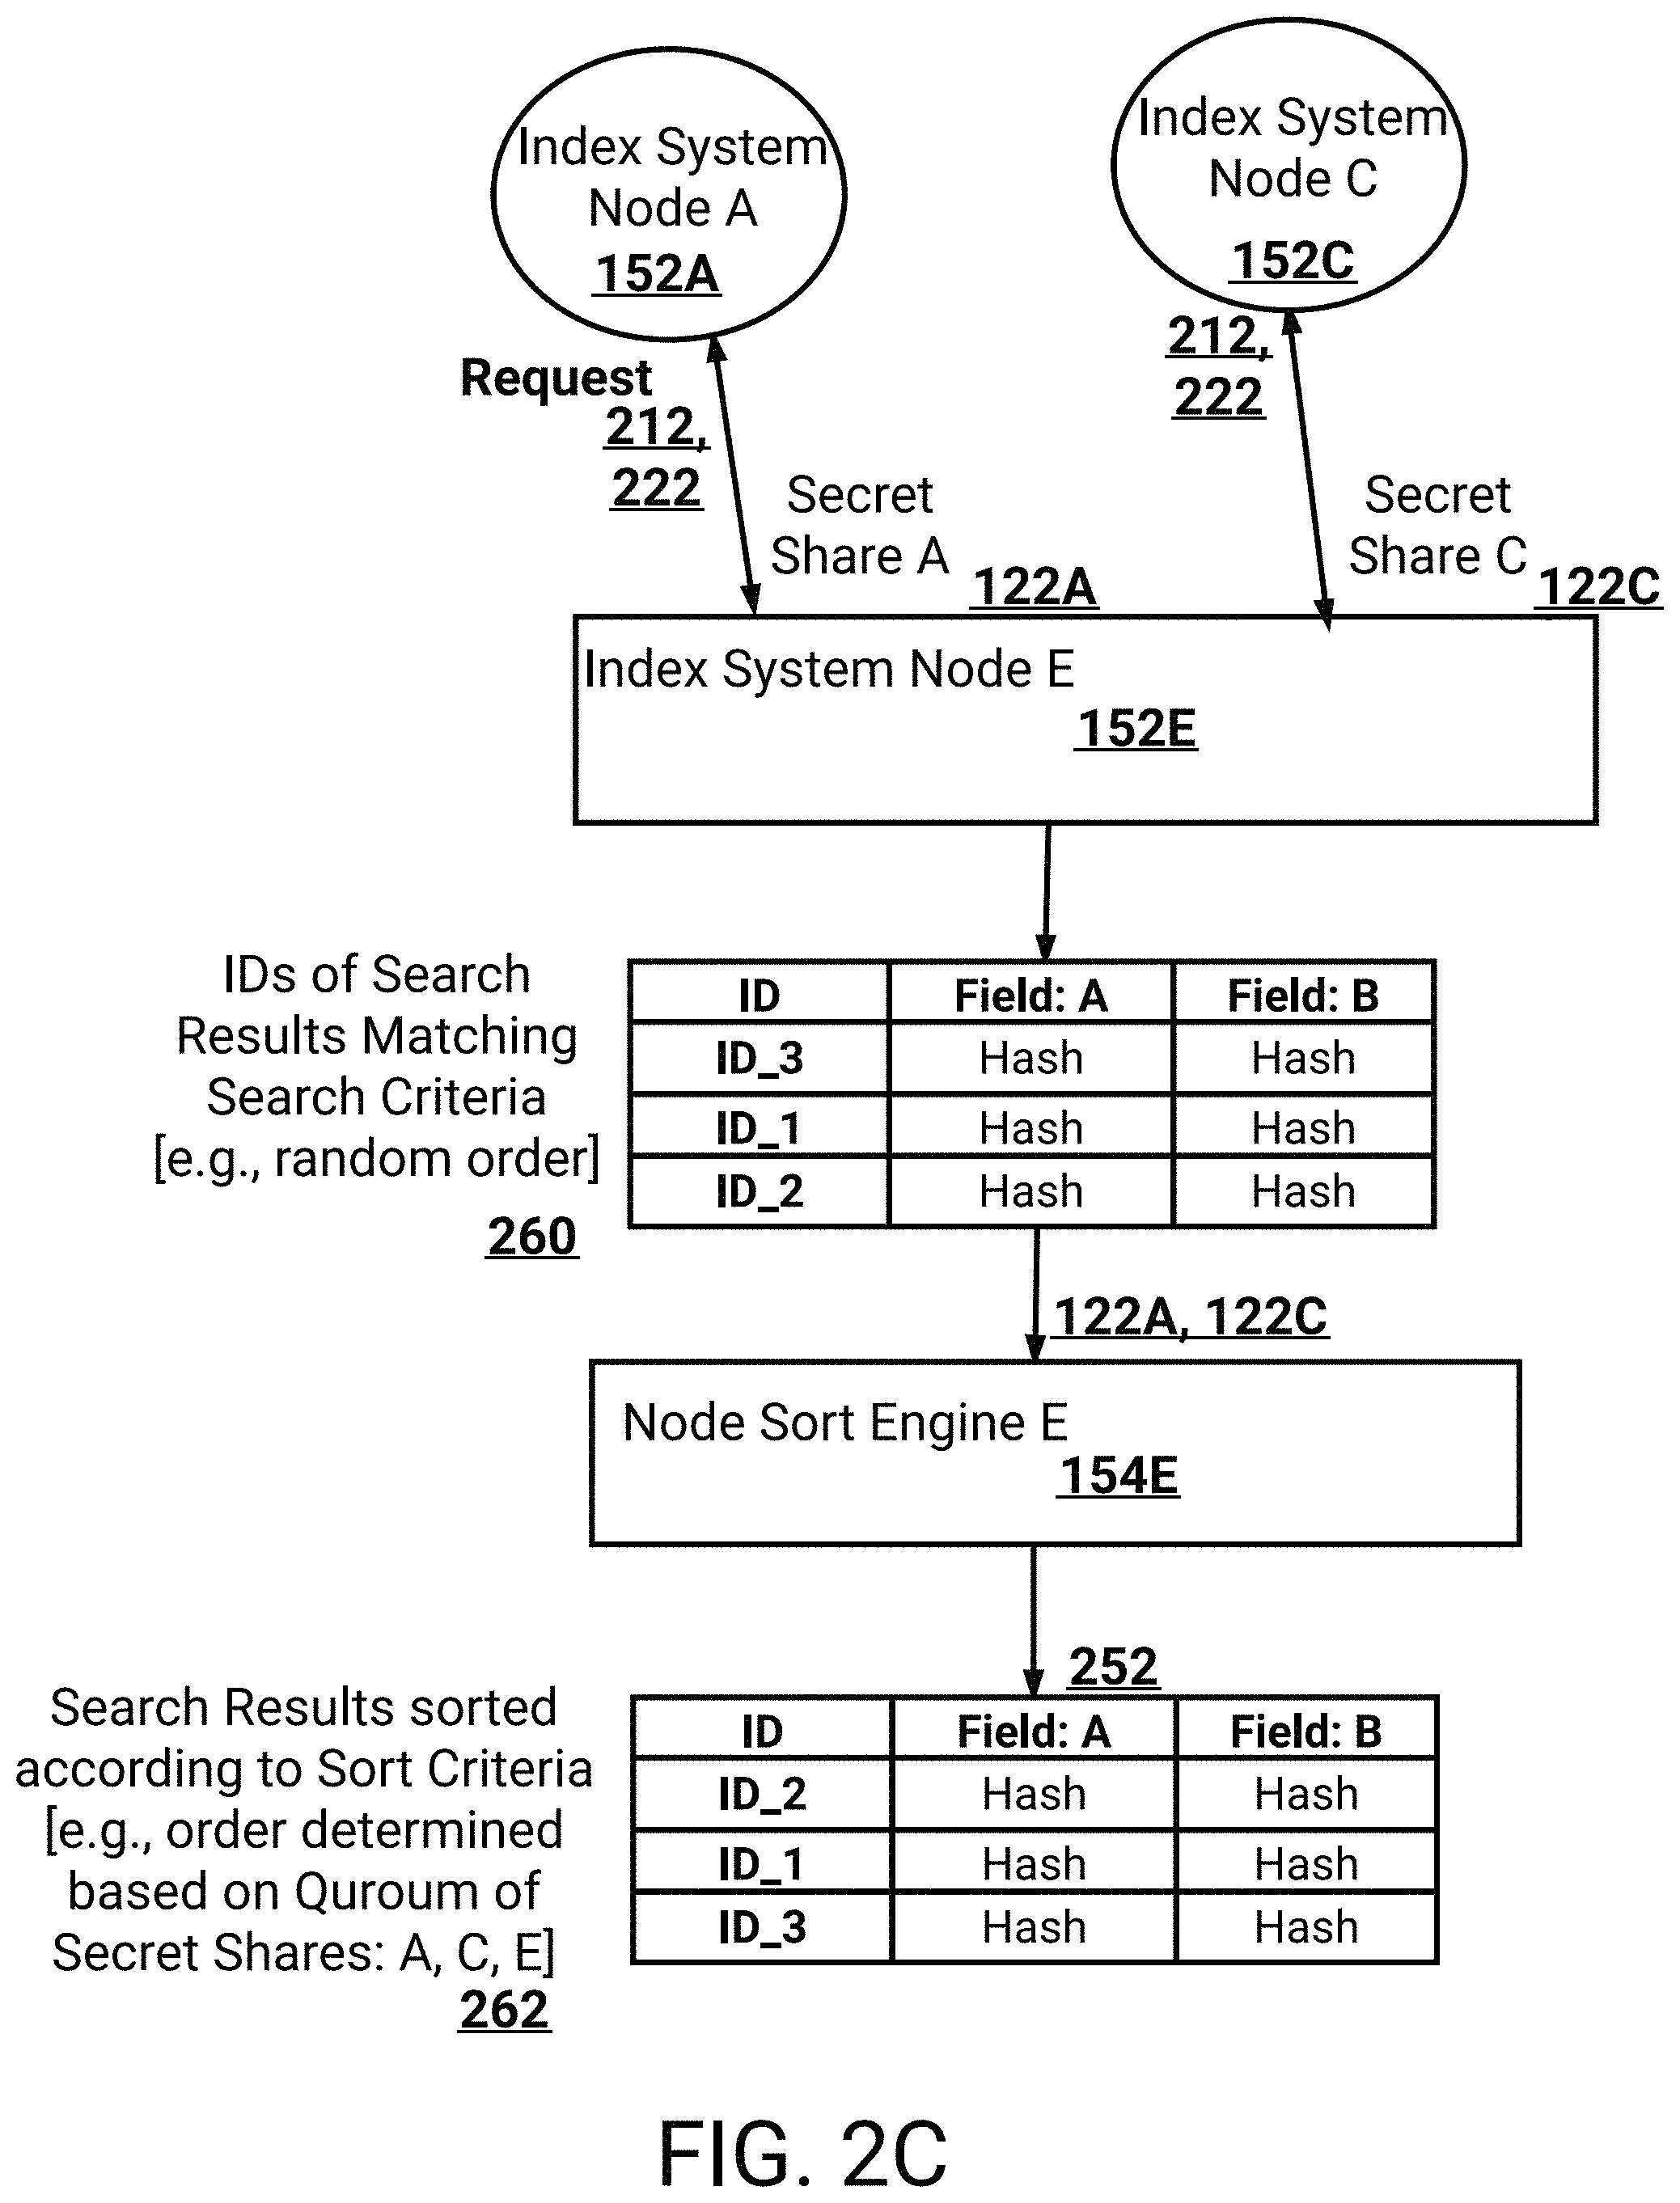 Index System
Node A
152A
Index System
Node C
152C
Request
212,
222
212,
222
Secret
Share A
122A
Secret
Share C
122C
Index System Node E
152E
IDs of Search
Results Matching
Search Criteria
[e.g., random order]
260
ID Field: A Field: B
ID_3 Hash Hash
ID_1 Hash Hash
ID_2 Hash Hash
122A, 122C
Node Sort Engine E
154E
252
Search Results sorted
according to Sort Criteria
[e.g., order determined
based on Quroum of
Secret Shares: A, C, E]
262
ID Field: A Field: B
ID_2 Hash Hash
ID_1 Hash Hash
ID_3 Hash Hash
FIG. 2C